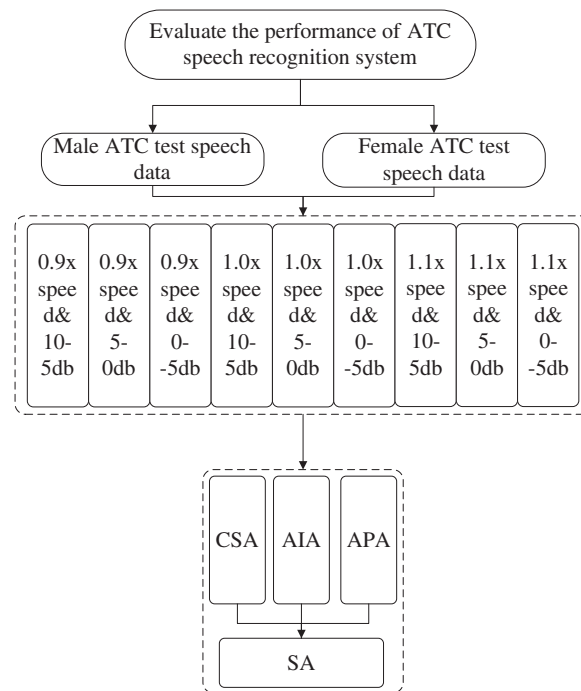 Evaluate the performance of ATC
speech recognition system
Male ATC test speech
data
Female ATC test
speech data
0.9x
spee
d&
10-
5db
0.9x
spee
d&
5-
0db
0.9x
spee
d&
0-
-5db
1.0x
spee
d&
10-
5db
1.0x
spee
d&
5-
0db
1.0x
spee
d&
0-
-5db
1.1x
spee
d&
10-
5db
1.1x
spee
d&
5-
0db
1.1x
spee
d&
0-
-5db
CSA
AIA
APA
SA